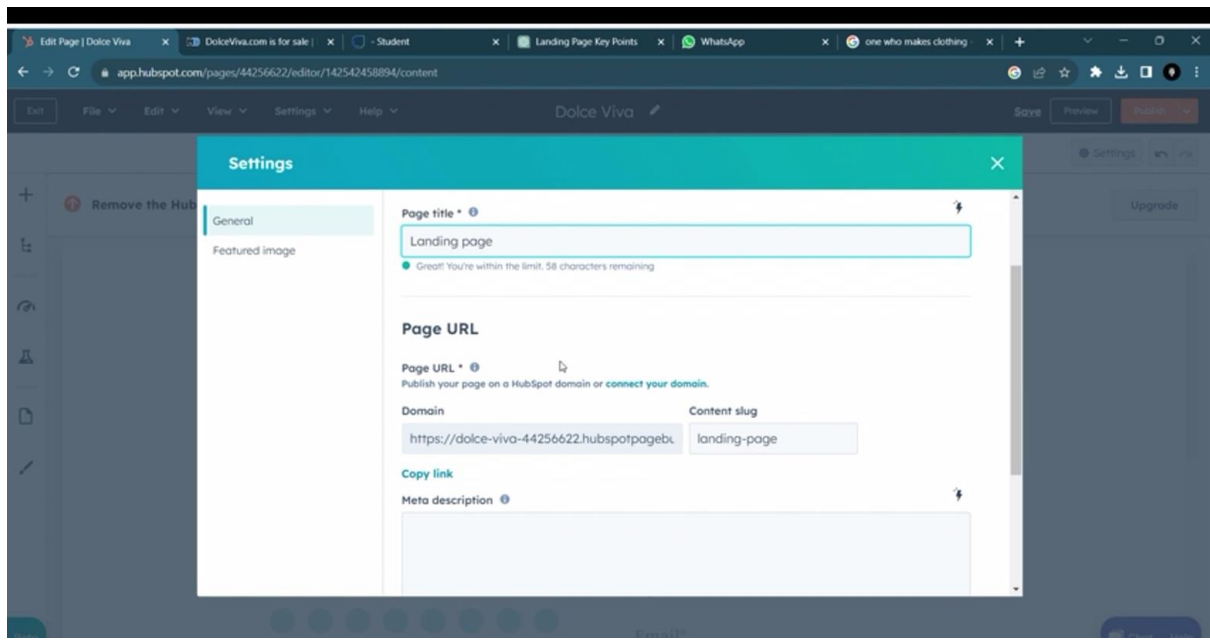 Edit Page | Dolce Viva
DolceViva.com is for sale |
- Student
Landing Page Key Points
WhatsApp
one who makes clothing -
app.hubspot.com/pages/44256622/editor/142542458894/content
Exit
File
Edit
View
Settings
Help
Dolce Viva
Save
Preview
Publish
Settings
Settings
Remove the Hub
Upgrade
General
Featured image
Page title *
Landing page
Great! You're within the limit. 58 characters remaining
Page URL
Page URL *
Publish your page on a HubSpot domain or connect your domain.
Domain
Content slug
https://dolce-viva-44256622.hubspotpagebu
landing-page
Copy link
Meta description
Email*